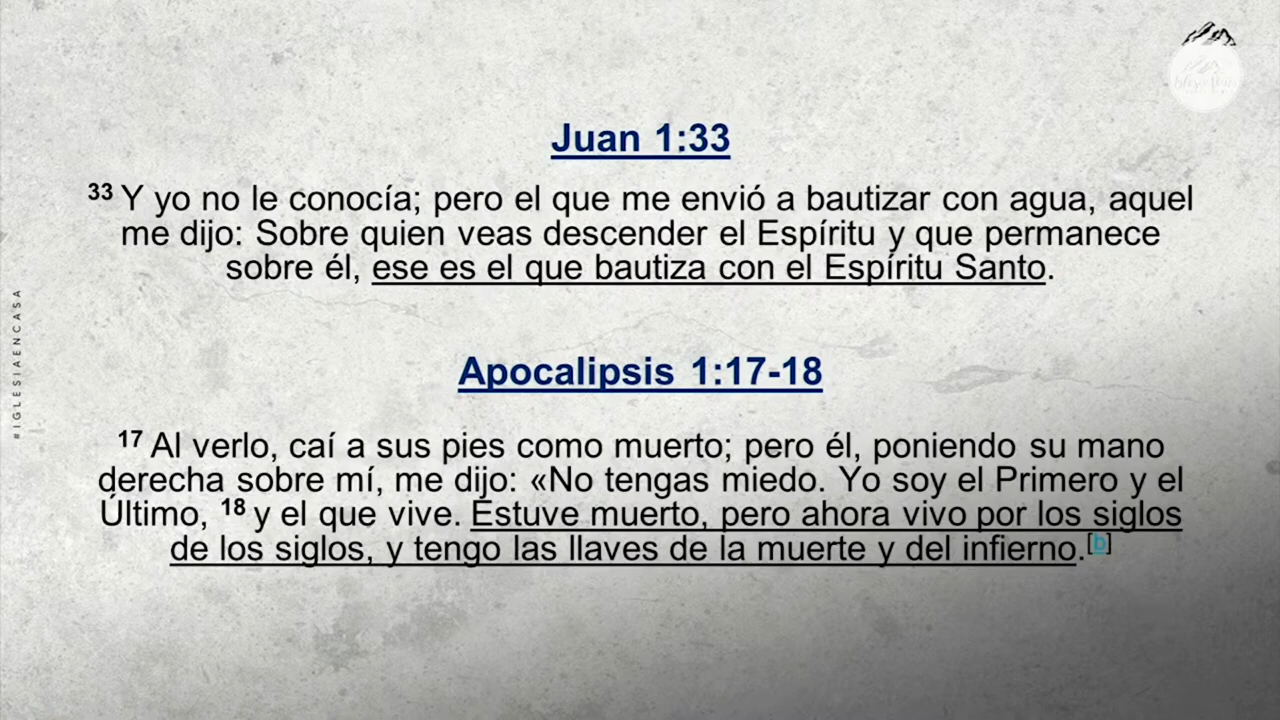 Juan 1:33
33 Y yo no le conocía; pero el que me envió a bautizar con agua, aquel
me dijo: Sobre quien veas descender el Espíritu y que permanece
sobre él, ese es el que bautiza con el Espíritu Santo.
Apocalipsis 1:17-18
17 Al verlo, caí a sus pies como muerto; pero él, poniendo su mano
derecha sobre mí, me dijo: «No tengas miedo. Yo soy el Primero y el
Último, 18 y el que vive. Estuve muerto, pero ahora vivo por los siglos
de los siglos, y tengo las llaves de la muerte y del infierno.[b]
#IGLESIAENCASA